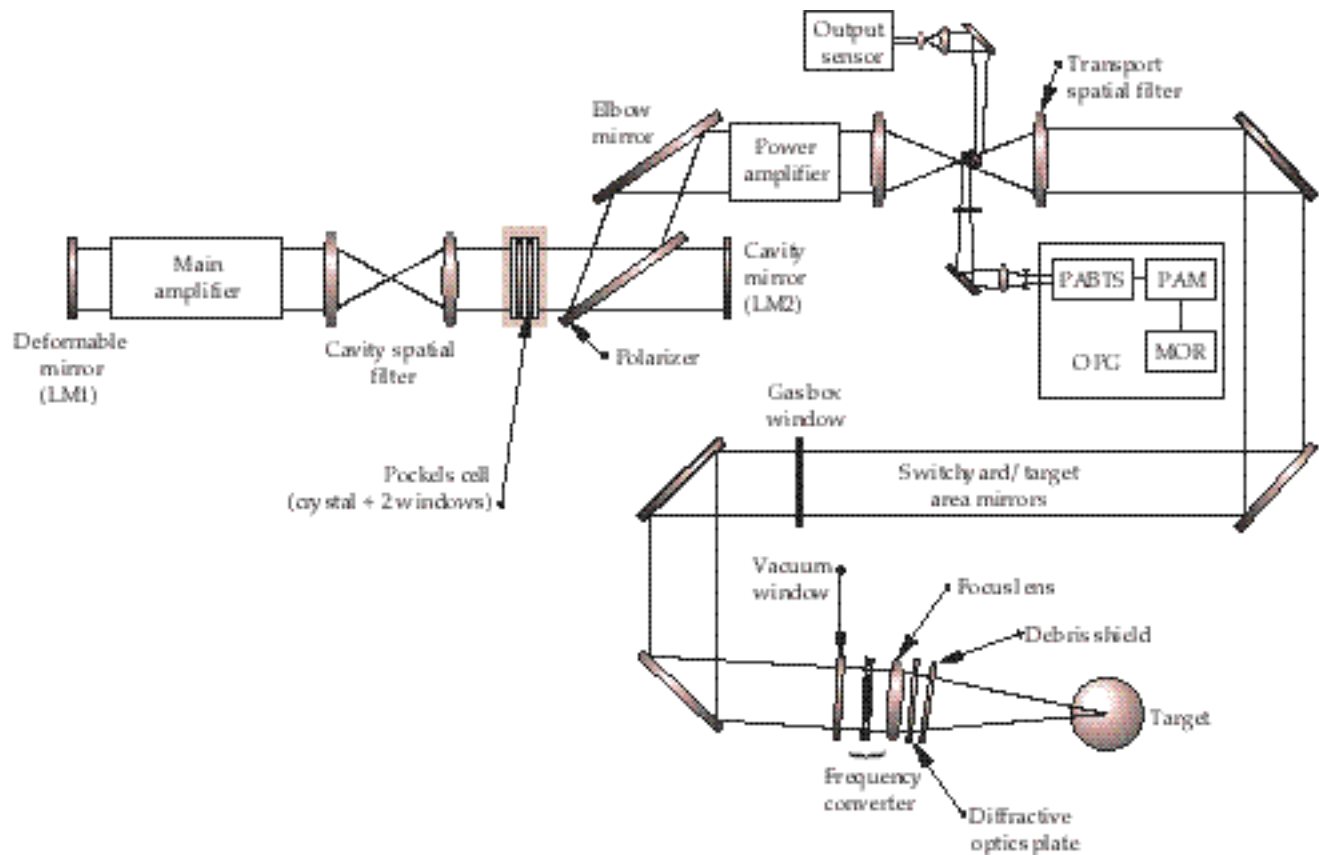 Output
sensor
Transport
spatial filter
Elbow
mirror
Power
amplifier
Main
amplifier
Cavity
mirror
(LM2)
PABTS
PAM
MOR
OPG
Deformable
mirror
(LM1)
Cavity spatial
filter
Polarizer
Gas box
window
Pockels cell
(crystal + 2 windows)
Switchyard/target
area mirrors
Vacuum
window
Focus lens
Debris shield
Target
Frequency
converter
Diffractive
optics plate